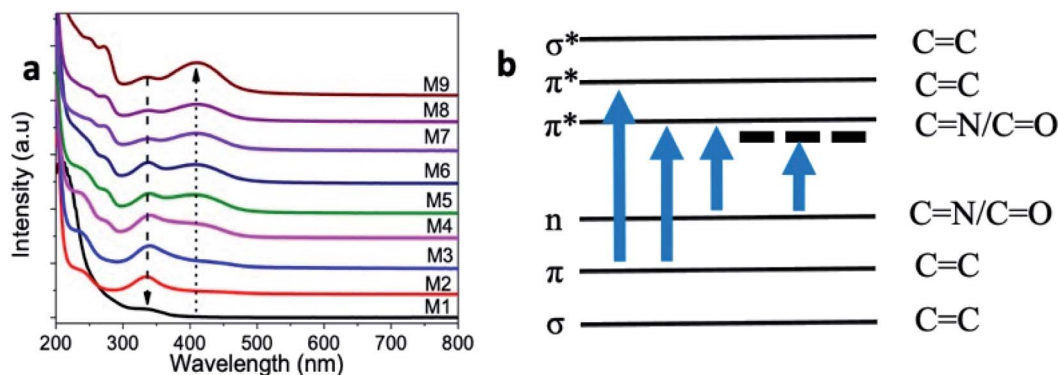 a
Intensity (a.u)
M9
M8
M7
M6
M5
M4
M3
M2
M1
200 300 400 500 600 700 800
Wavelength (nm)
b
σ* C=C
π* C=C
π* C=N/C=O
n C=N/C=O
π C=C
σ C=C